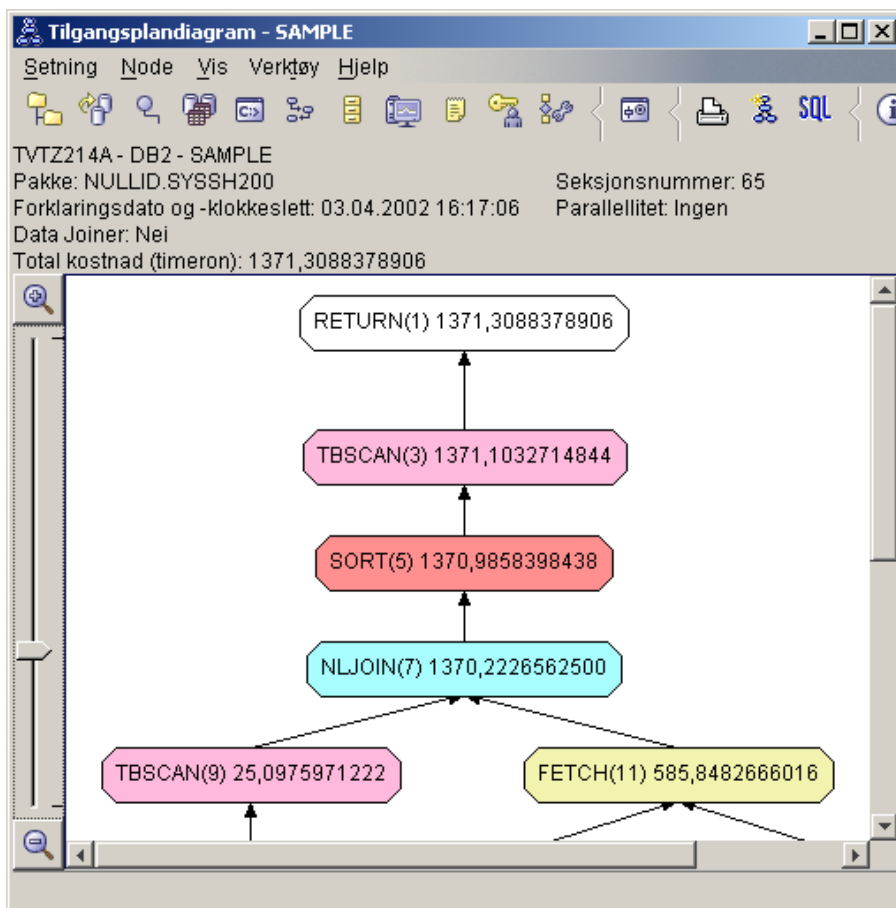 Tilgangsplandiagram - SAMPLE
Setning Node Vis Verktøy Hjelp
C:> SQL
TVTZ214A - DB2 - SAMPLE
Pakke: NULLID.SYSSH200 Seksjonsnummer: 65
Forklaringsdato og -klokkeslett: 03.04.2002 16:17:06 Parallellitet: Ingen
Data Joiner: Nei
Total kostnad (timeron): 1371,3088378906
RETURN(1) 1371,3088378906
TBSCAN(3) 1371,1032714844
SORT(5) 1370,9858398438
NLJOIN(7) 1370,2226562500
TBSCAN(9) 25,0975971222 FETCH(11) 585,8482666016